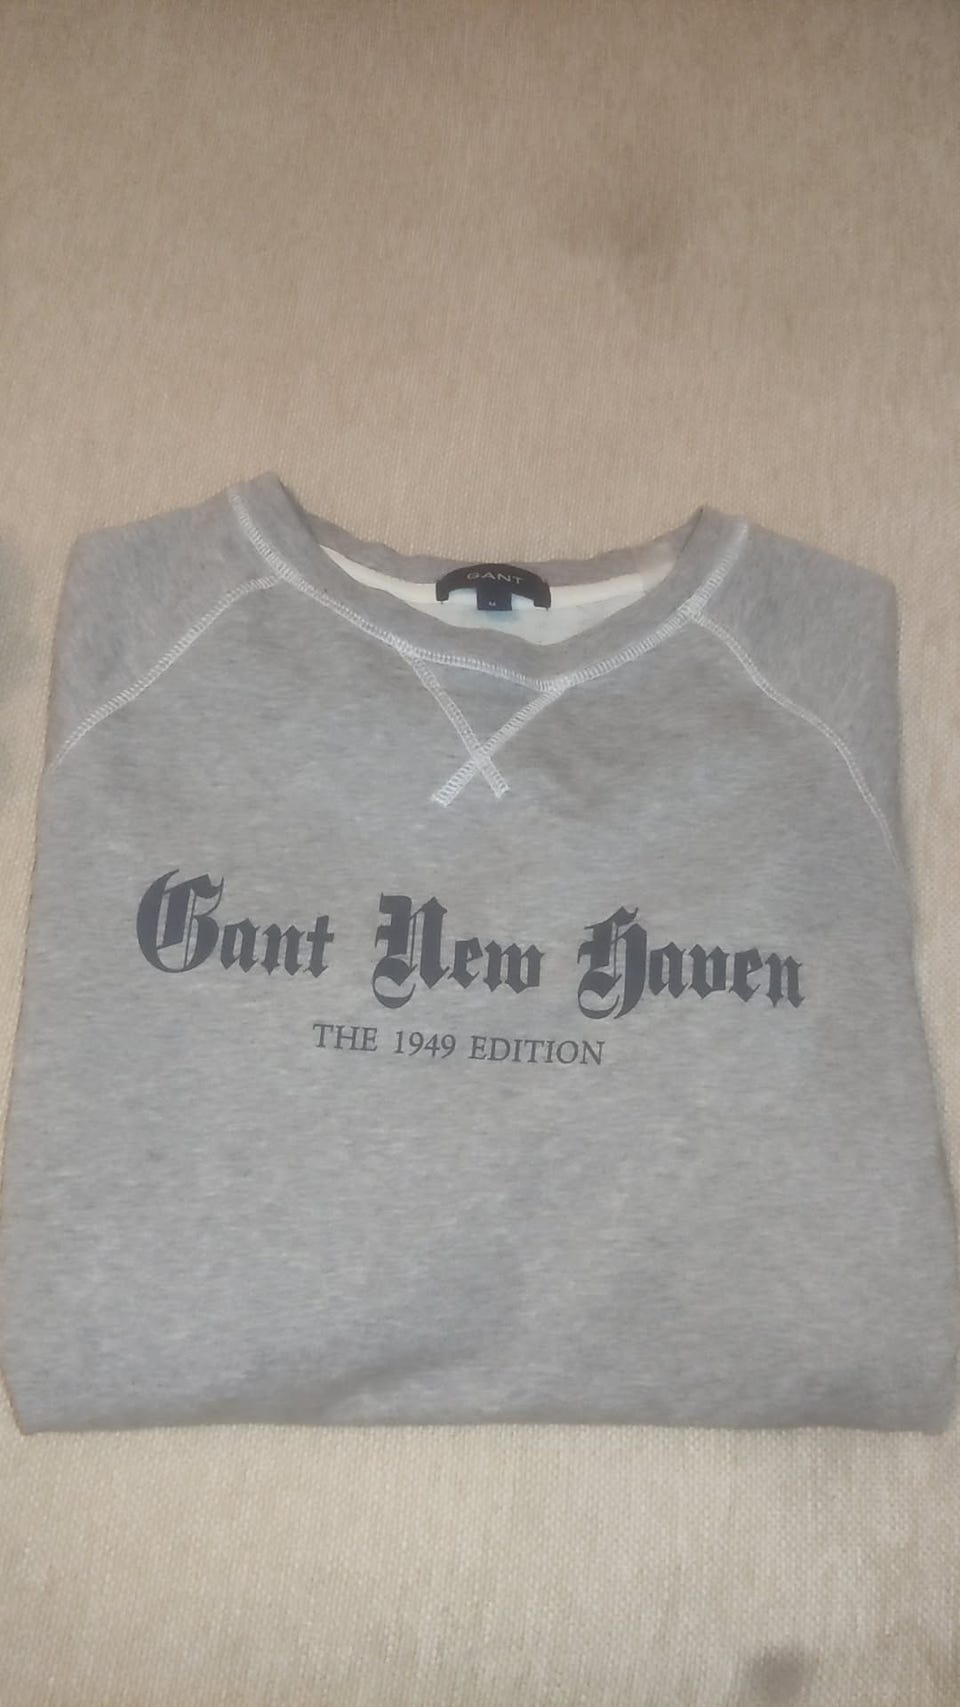 GANT
M
Gant New Haven
THE 1949 EDITION